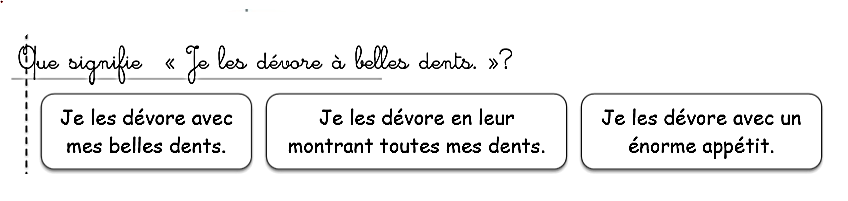 Que signifie « Je les dévore à belles dents. »?
Je les dévore avec
mes belles dents.
Je les dévore en leur
montrant toutes mes dents.
Je les dévore avec un
énorme appétit.